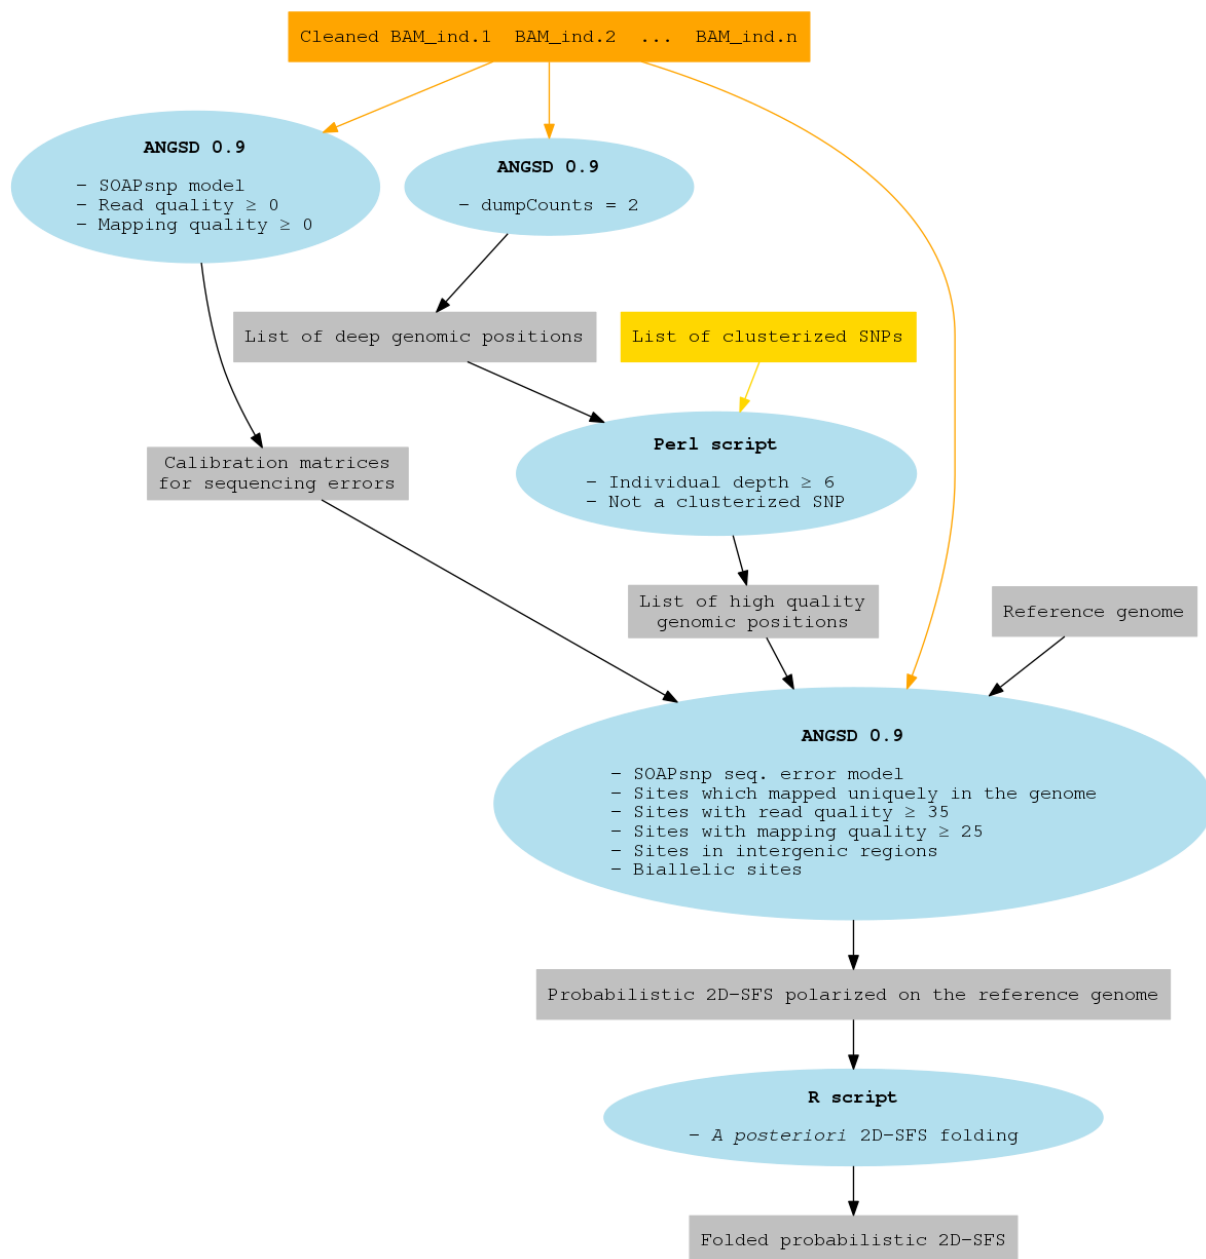 Cleaned BAM_ind.1  BAM_ind.2  ...  BAM_ind.n
ANGSD 0.9
− SOAPsnp model
− Read quality ≥ 0
− Mapping quality ≥ 0
ANGSD 0.9
− dumpCounts = 2
List of deep genomic positions
List of clusterized SNPs
Perl script
− Individual depth ≥ 6
− Not a clusterized SNP
Calibration matrices
for sequencing errors
List of high quality
genomic positions
Reference genome
ANGSD 0.9
− SOAPsnp seq. error model
− Sites which mapped uniquely in the genome
− Sites with read quality ≥ 35
− Sites with mapping quality ≥ 25
− Sites in intergenic regions
− Biallelic sites
Probabilistic 2D−SFS polarized on the reference genome
R script
− A posteriori 2D−SFS folding
Folded probabilistic 2D−SFS